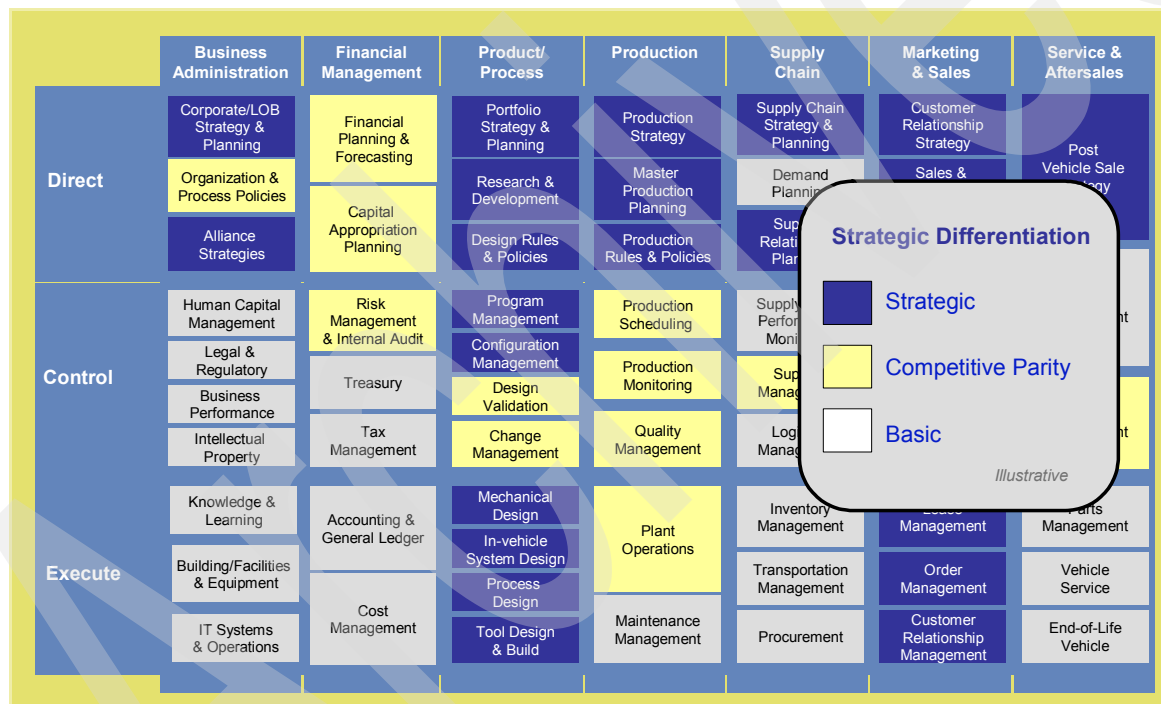 Business
Administration
Financial
Management
Product/
Process
Production
Supply
Chain
Marketing
& Sales
Service &
Aftersales
Direct
Corporate/LOB
Strategy &
Planning
Organization &
Process Policies
Alliance
Strategies
Financial
Planning &
Forecasting
Capital
Appropriation
Planning
Portfolio
Strategy &
Planning
Research &
Development
Design Rules
& Policies
Production
Strategy
Master
Production
Planning
Production
Rules & Policies
Supply Chain
Strategy &
Planning
Demand
Customer
Relationship
Strategy
Sales &
Post
Vehicle Sale
Control
Human Capital
Management
Legal &
Regulatory
Business
Performance
Intellectual
Property
Risk
Management
& Internal Audit
Treasury
Tax
Management
Program
Management
Configuration
Management
Design
Validation
Change
Management
Production
Scheduling
Production
Monitoring
Quality
Management
Supply
Execute
Knowledge &
Learning
Building/Facilities
& Equipment
IT Systems
& Operations
Accounting &
General Ledger
Cost
Management
Mechanical
Design
In-vehicle
System Design
Process
Design
Tool Design
& Build
Plant
Operations
Maintenance
Management
Inventory
Management
Transportation
Management
Procurement
Management
Order
Management
Customer
Relationship
Management
Parts
Management
Vehicle
Service
End-of-Life
Vehicle
Strategic Differentiation
Strategic
Competitive Parity
Basic
Illustrative